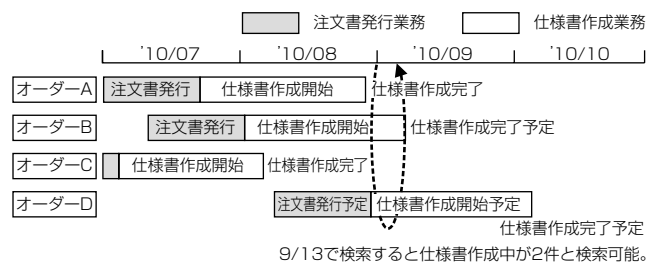 注文書発行業務 仕様書作成業務
'10/07 '10/08 '10/09 '10/10
オーダーA 注文書発行 仕様書作成開始 仕様書作成完了
オーダーB 注文書発行 仕様書作成開始 仕様書作成完了予定
オーダーC 仕様書作成開始 仕様書作成完了
オーダーD 注文書発行予定 仕様書作成開始予定
仕様書作成完了予定
9/13で検索すると仕様書作成中が2件と検索可能。